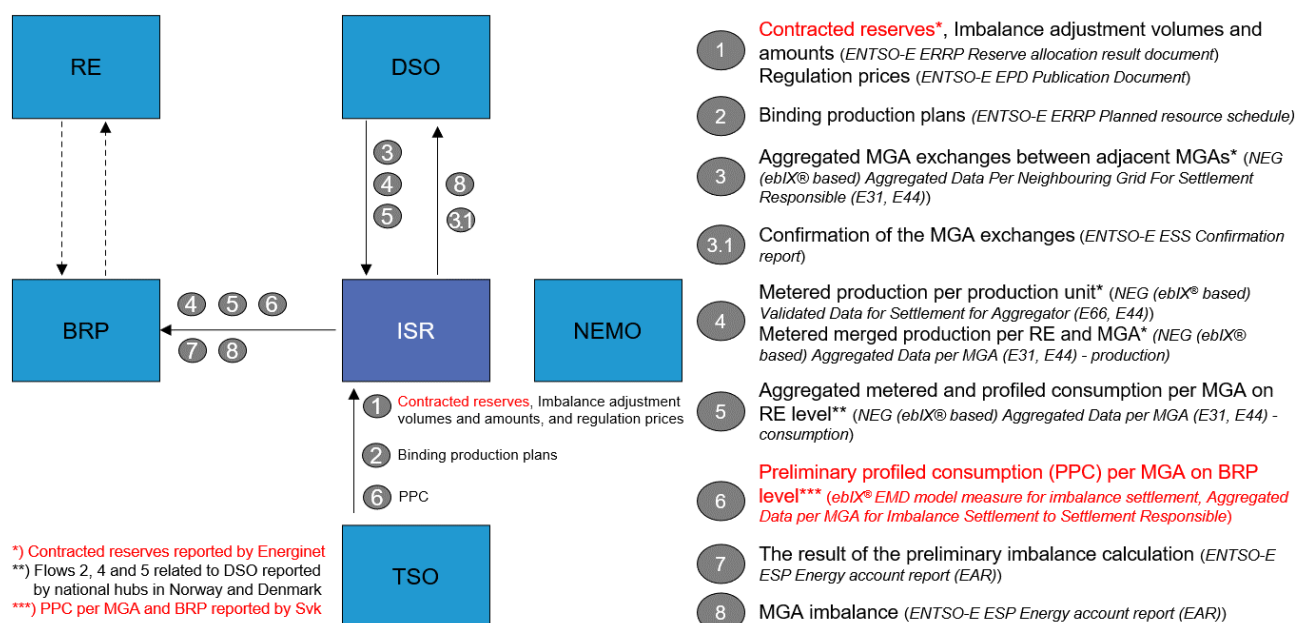 RE
DSO
3
4
5
8
3.1
BRP
4 5 6
7 8
ISR
NEMO
1 Contracted reserves, Imbalance adjustment
volumes and amounts, and regulation prices
2 Binding production plans
6 PPC
TSO
*) Contracted reserves reported by Energinet
**) Flows 2, 4 and 5 related to DSO reported
by national hubs in Norway and Denmark
***) PPC per MGA and BRP reported by Svk
1
Contracted reserves*, Imbalance adjustment volumes and
amounts (ENTSO-E ERRP Reserve allocation result document)
Regulation prices (ENTSO-E EPD Publication Document)
2
Binding production plans (ENTSO-E ERRP Planned resource schedule)
3
Aggregated MGA exchanges between adjacent MGAs* (NEG
(ebIX® based) Aggregated Data Per Neighbouring Grid For Settlement
Responsible (E31, E44))
3.1
Confirmation of the MGA exchanges (ENTSO-E ESS Confirmation
report)
4
Metered production per production unit* (NEG (ebIX® based)
Validated Data for Settlement for Aggregator (E66, E44))
Metered merged production per RE and MGA* (NEG (ebIX®
based) Aggregated Data per MGA (E31, E44) - production)
5
Aggregated metered and profiled consumption per MGA on
RE level** (NEG (ebIX® based) Aggregated Data per MGA (E31, E44) -
consumption)
6
Preliminary profiled consumption (PPC) per MGA on BRP
level*** (ebIX® EMD model measure for imbalance settlement, Aggregated
Data per MGA for Imbalance Settlement to Settlement Responsible)
7
The result of the preliminary imbalance calculation (ENTSO-E
ESP Energy account report (EAR))
8
MGA imbalance (ENTSO-E ESP Energy account report (EAR))